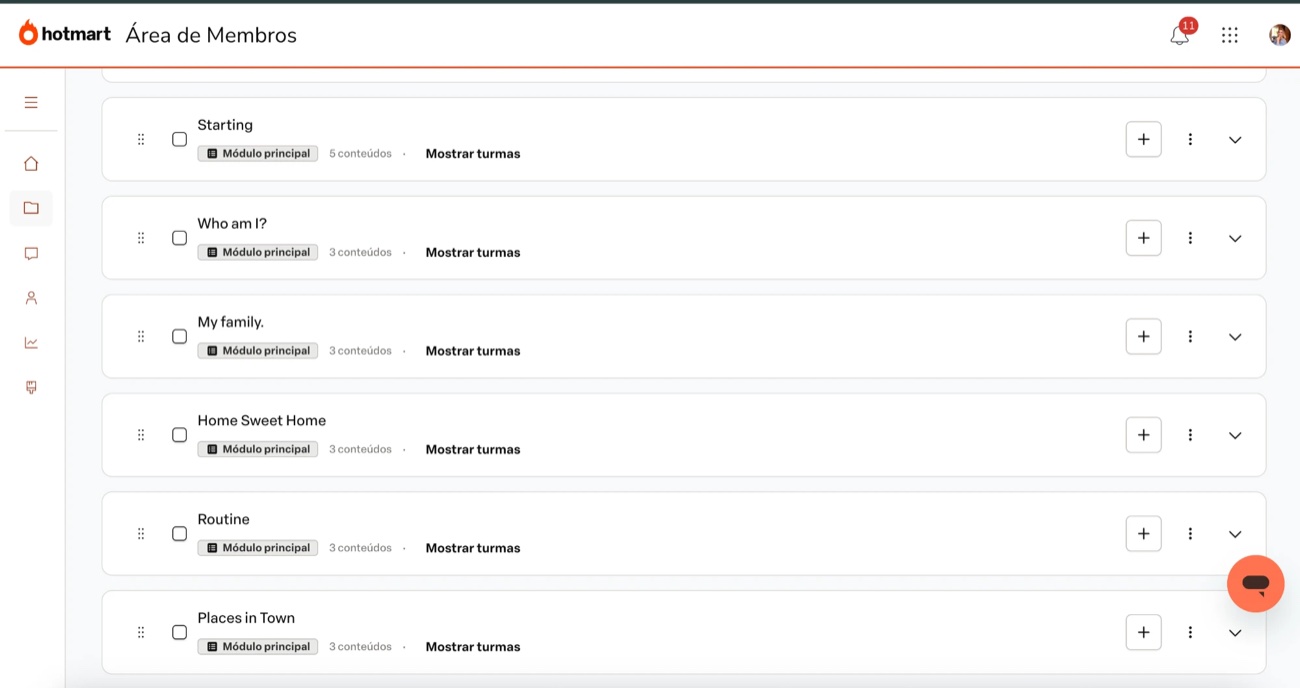 hotmart Área de Membros
11
Starting
Módulo principal 5 conteúdos · Mostrar turmas
Who am I?
Módulo principal 3 conteúdos · Mostrar turmas
My family.
Módulo principal 3 conteúdos · Mostrar turmas
Home Sweet Home
Módulo principal 3 conteúdos · Mostrar turmas
Routine
Módulo principal 3 conteúdos · Mostrar turmas
Places in Town
Módulo principal 3 conteúdos · Mostrar turmas